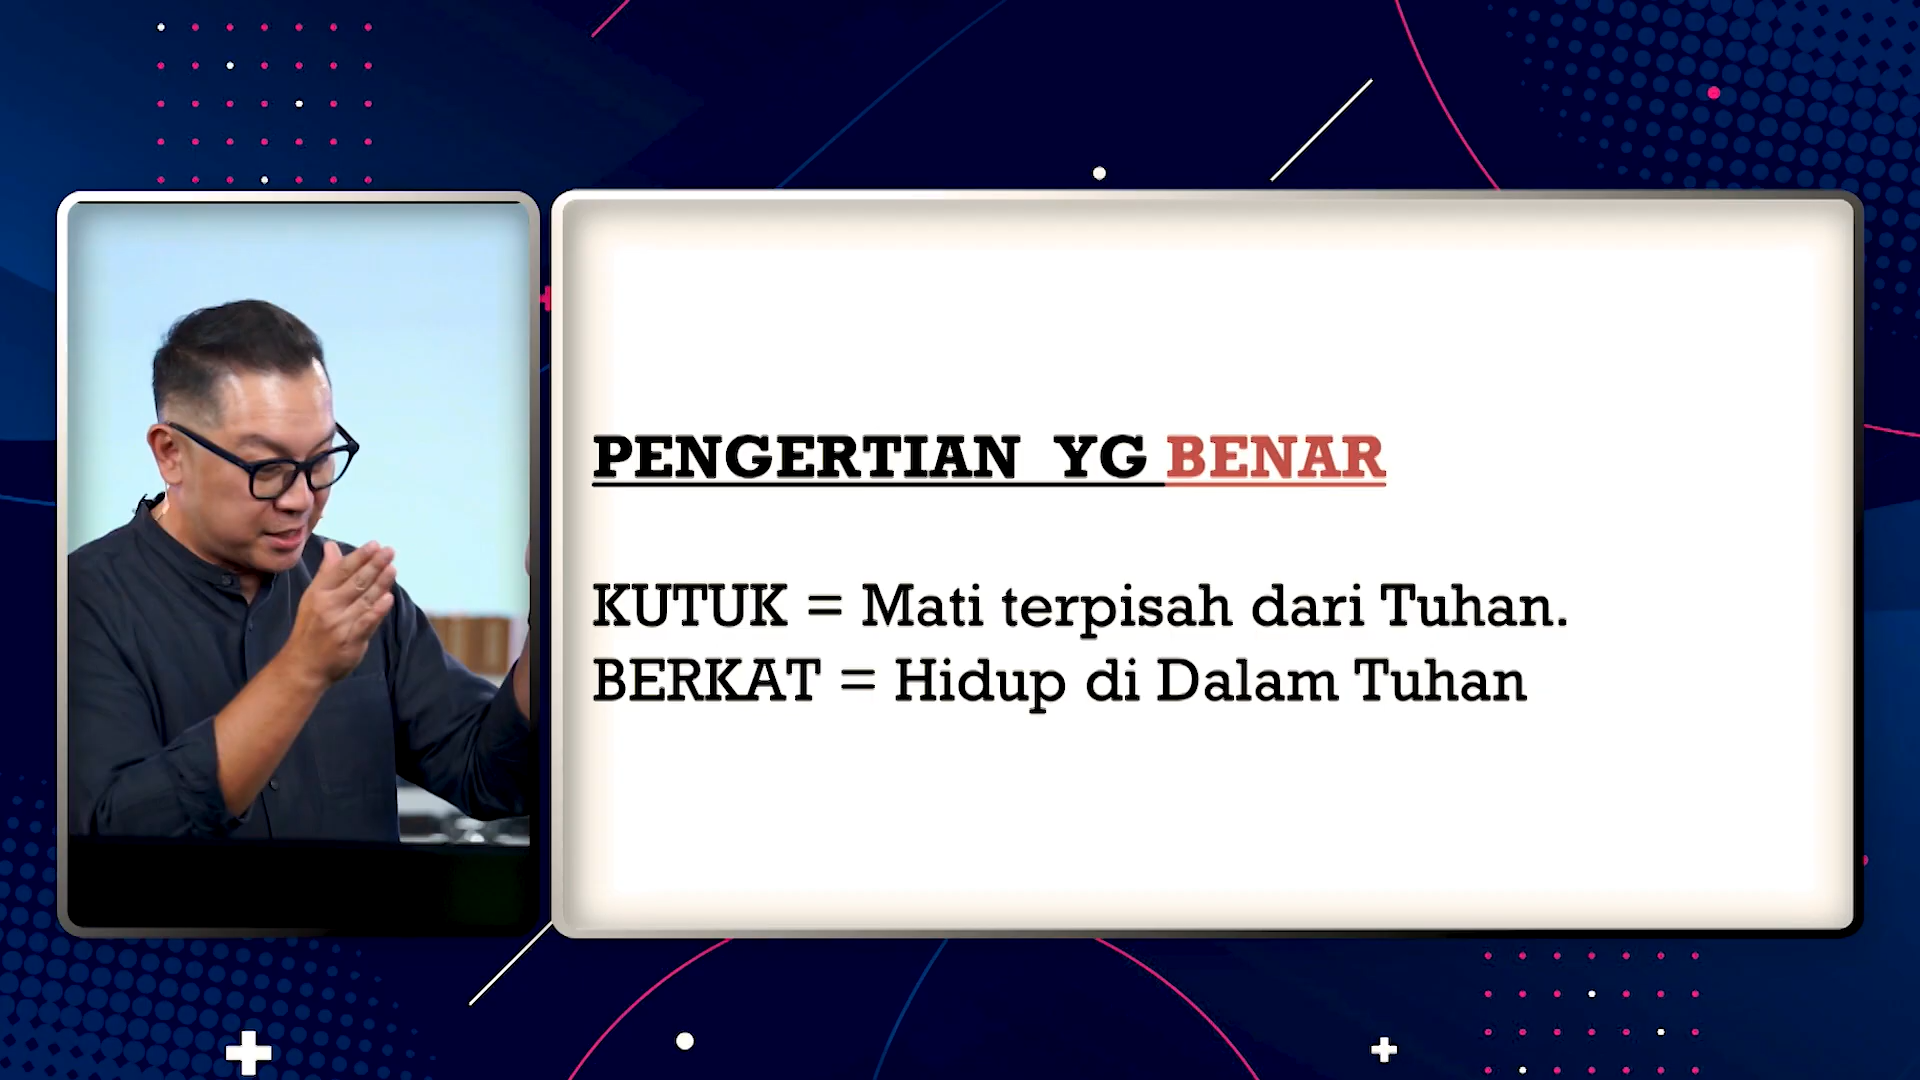 PENGERTIAN YG BENAR
KUTUK = Mati terpisah dari Tuhan.
BERKAT = Hidup di Dalam Tuhan